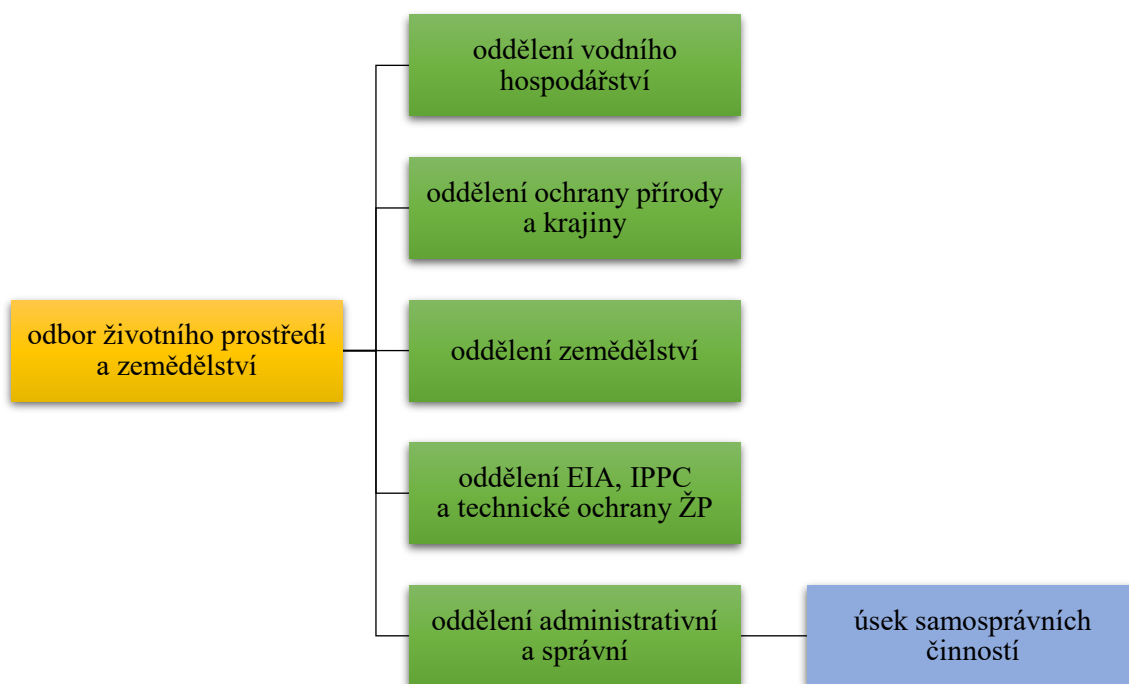 oddělení vodního
hospodářství
oddělení ochrany přírody
a krajiny
odbor životního prostředí
a zemědělství
oddělení zemědělství
oddělení EIA, IPPC
a technické ochrany ŽP
oddělení administrativní
a správní
úsek samosprávních
činností